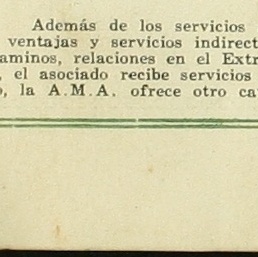 Además de los servicios
ventajas y servicios indirect
aminos, relaciones en el Extr
, el asociado recibe servicios
, la A.M.A. ofrece otro ca